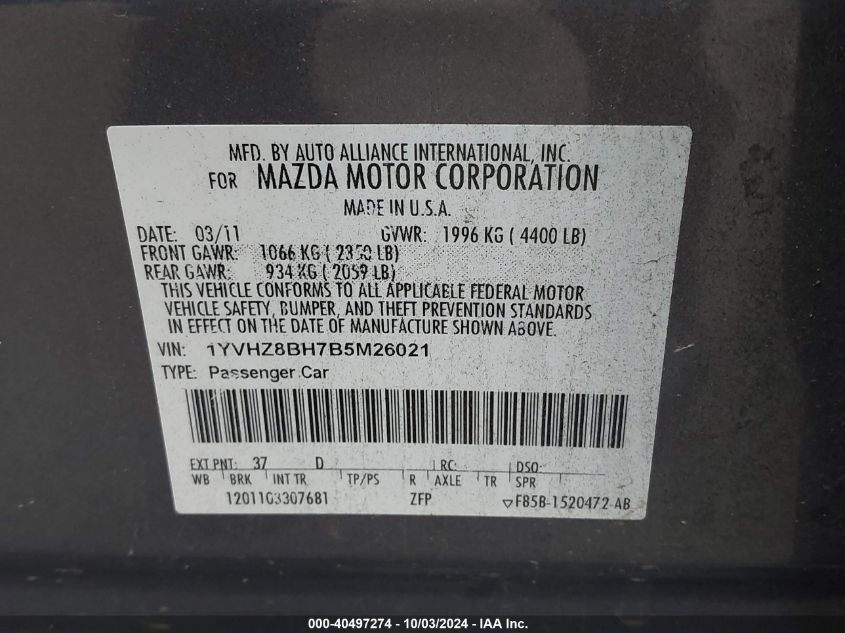 MFD. BY AUTO ALLIANCE INTERNATIONAL, INC.
FOR MAZDA MOTOR CORPORATION
MADE IN U.S.A.
DATE: 03/11 GVWR: 1996 KG ( 4400 LB)
FRONT GAWR: 1066 KG ( 2350 LB)
REAR GAWR: 934 KG ( 2059 LB)
THIS VEHICLE CONFORMS TO ALL APPLICABLE FEDERAL MOTOR
VEHICLE SAFETY, BUMPER, AND THEFT PREVENTION STANDARDS
IN EFFECT ON THE DATE OF MANUFACTURE SHOWN ABOVE.
VIN: 1YVHZ8BH7B5M26021
TYPE: Passenger Car
EXT PNT: 37 D RC: DSO:
WB BRK INT TR TP/PS R AXLE TR SPR
1201103307681 ZFP F85B-1520472-AB
000-40497274 - 10/03/2024 - IAA Inc.